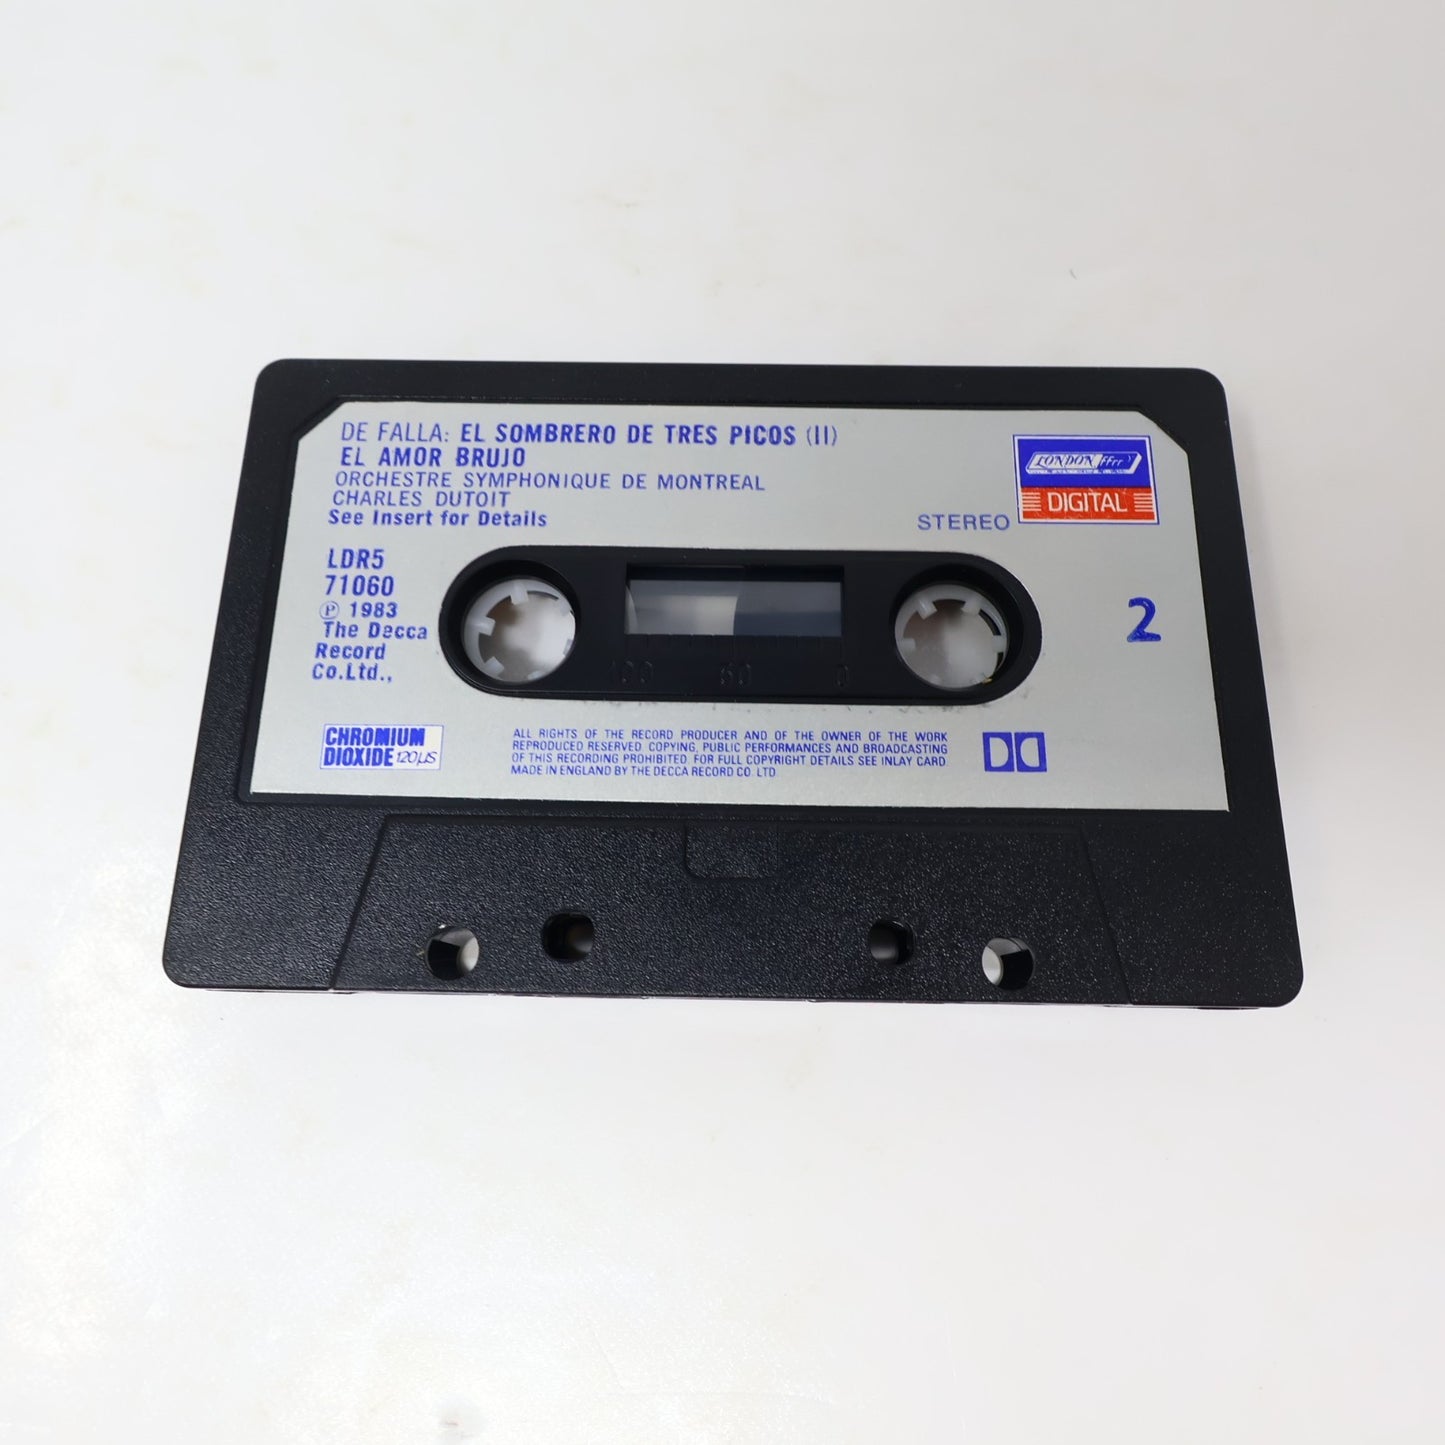 DE FALLA: EL SOMBRERO DE TRES PICOS (II)
EL AMOR BRUJO
ORCHESTRE SYMPHONIQUE DE MONTREAL
CHARLES DUTOIT
See Insert for Details
LONDON ffrr
DIGITAL
STEREO
LDR5
71060
℗ 1983
The Decca
Record
Co.Ltd.,
2
100 50 0
CHROMIUM
DIOXIDE 120µS
ALL RIGHTS OF THE RECORD PRODUCER AND OF THE OWNER OF THE WORK
REPRODUCED RESERVED. COPYING, PUBLIC PERFORMANCES AND BROADCASTING
OF THIS RECORDING PROHIBITED. FOR FULL COPYRIGHT DETAILS SEE INLAY CARD.
MADE IN ENGLAND BY THE DECCA RECORD CO. LTD